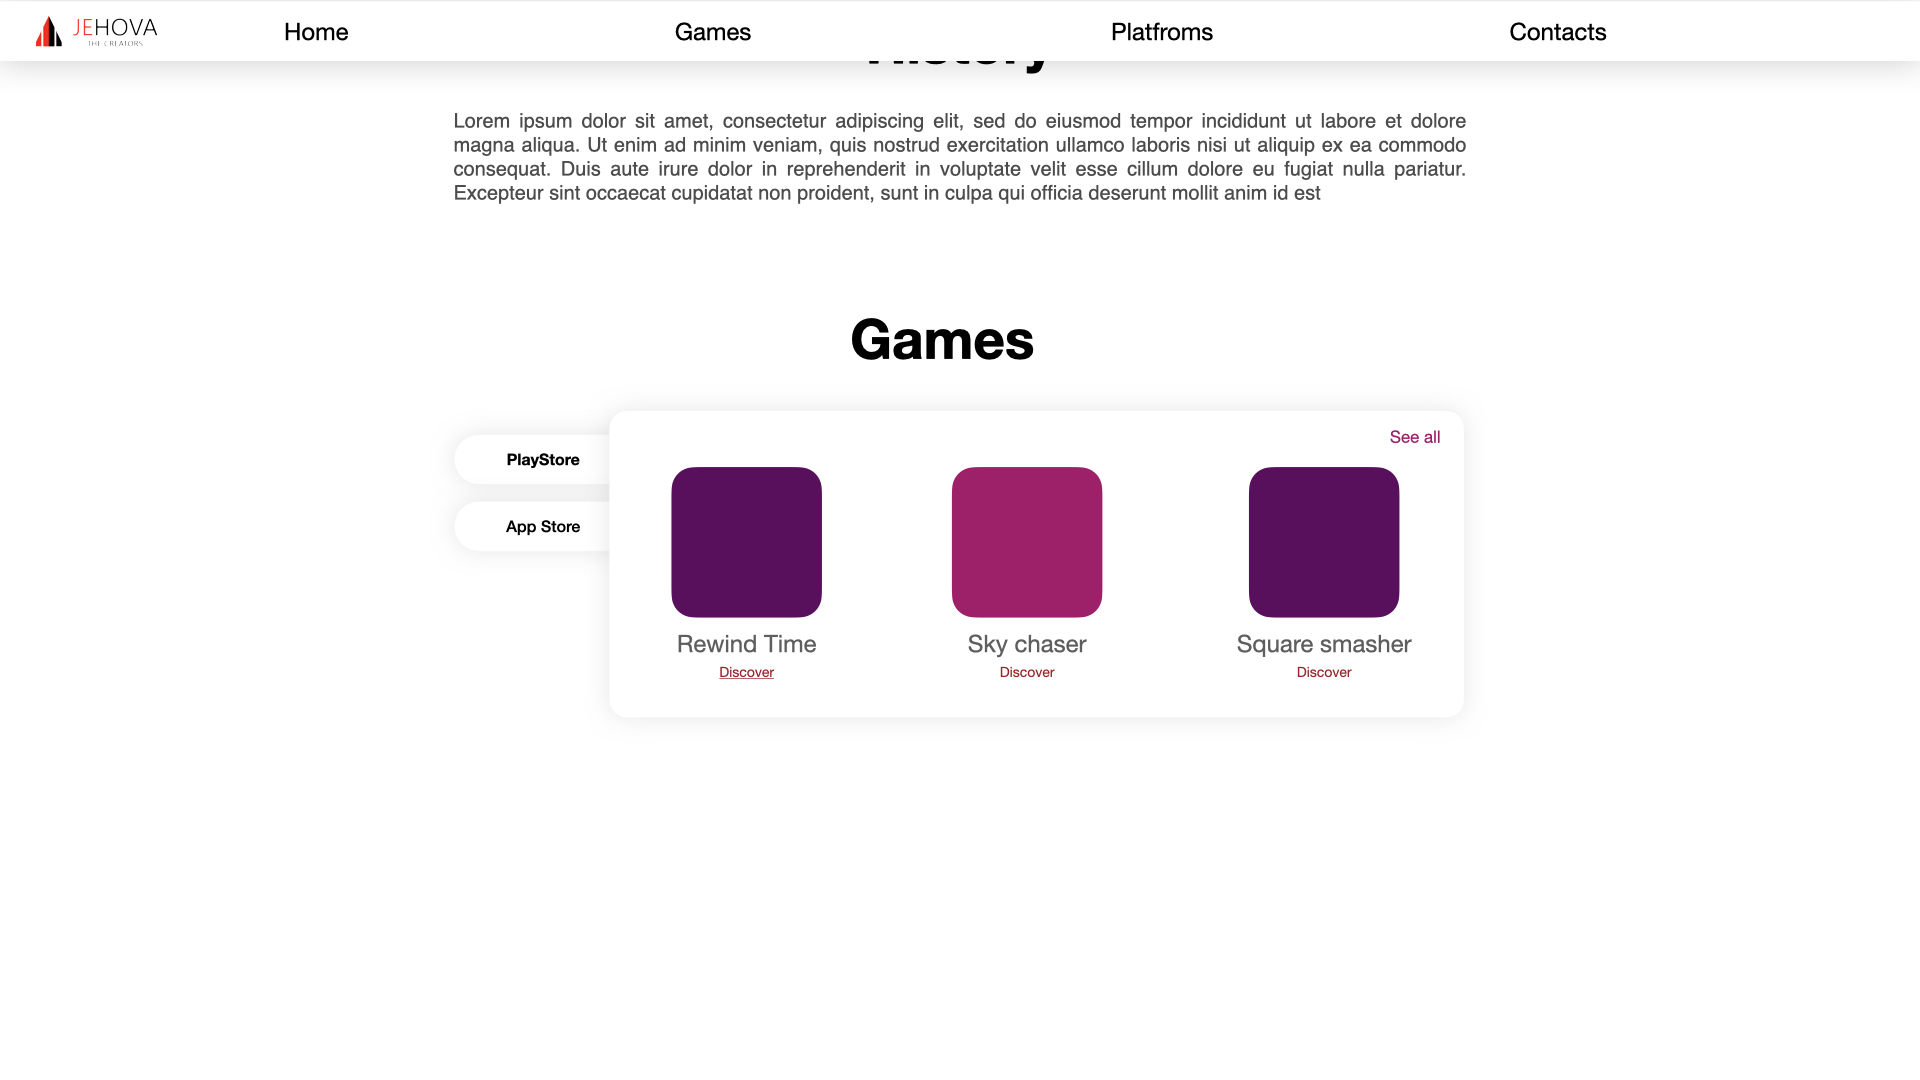 JEHOVA
THE CREATORS
Home
Games
Platfroms
Contacts
History
Lorem ipsum dolor sit amet, consectetur adipiscing elit, sed do eiusmod tempor incididunt ut labore et dolore
magna aliqua. Ut enim ad minim veniam, quis nostrud exercitation ullamco laboris nisi ut aliquip ex ea commodo
consequat. Duis aute irure dolor in reprehenderit in voluptate velit esse cillum dolore eu fugiat nulla pariatur.
Excepteur sint occaecat cupidatat non proident, sunt in culpa qui officia deserunt mollit anim id est
Games
PlayStore
App Store
See all
Rewind Time
Discover
Sky chaser
Discover
Square smasher
Discover